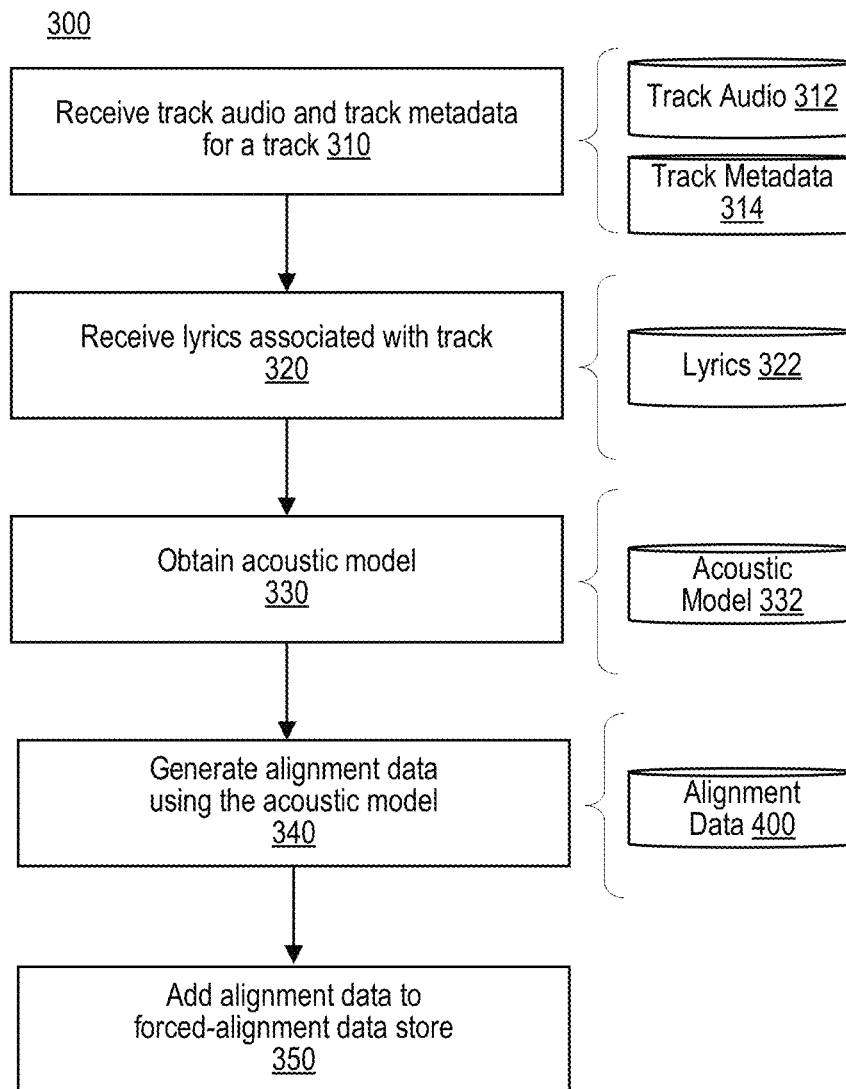 300
Receive track audio and track metadata
for a track 310
Track Audio 312
Track Metadata
314
Receive lyrics associated with track
320
Lyrics 322
Obtain acoustic model
330
Acoustic
Model 332
Generate alignment data
using the acoustic model
340
Alignment
Data 400
Add alignment data to
forced-alignment data store
350